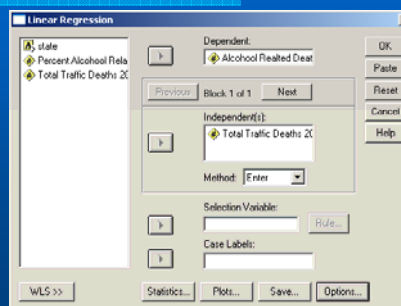 Linear Regression
state
Percent Alcohol Rela
Total Traffic Deaths 20
Dependent:
Alcohool Realted Deat
Previous Block 1 of 1 Next
Independent(s):
Total Traffic Deaths 20
Method: Enter
Selection Variable:
Rule...
Case Labels:
WLS >> Statistics... Plots... Save... Options...
OK
Paste
Reset
Cancel
Help